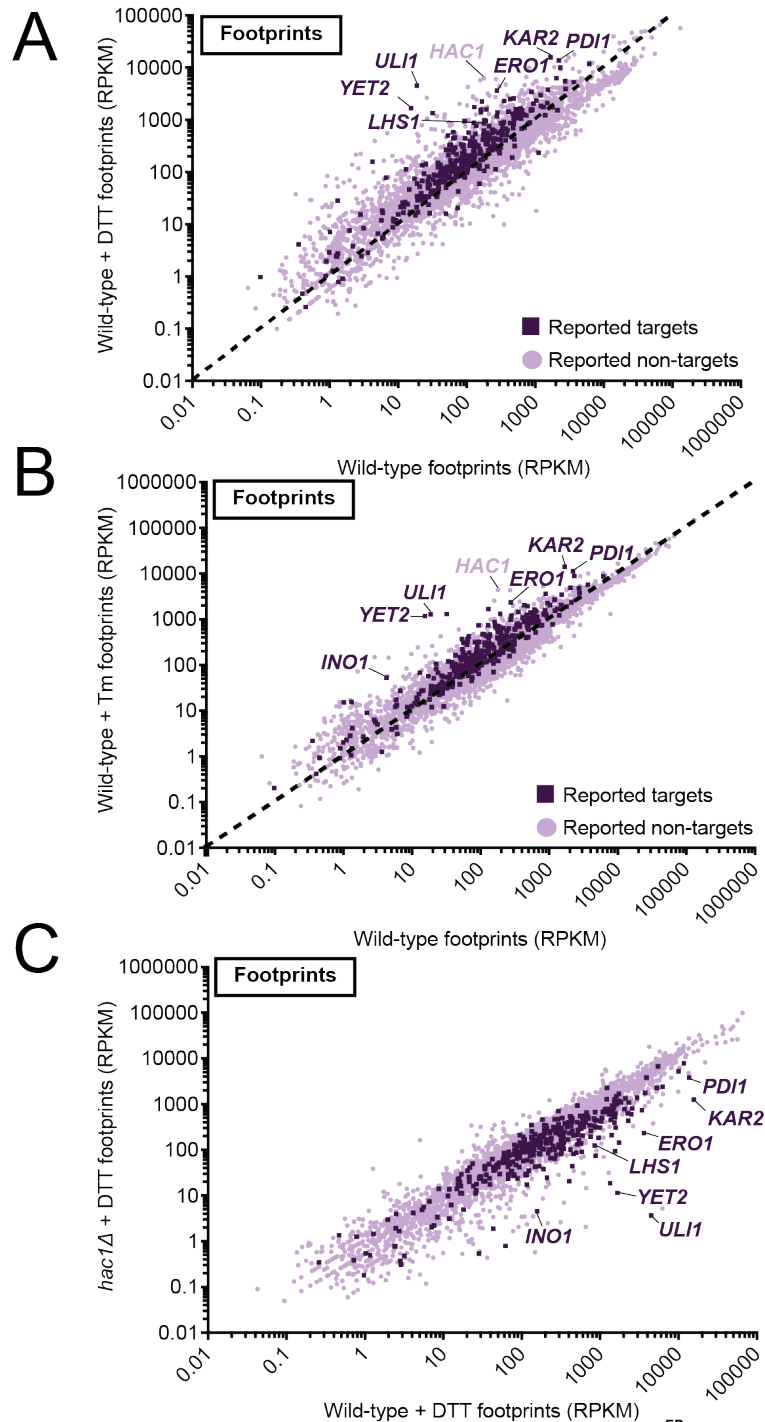 A
Footprints
Wild-type + DTT footprints (RPKM)
100000
10000
1000
100
10
1
0.1
0.01
KAR2
PDI1
HAC1
ERO1
ULI1
YET2
LHS1
Reported targets
Reported non-targets
0.01
0.1
1
10
100
1000
10000
100000
1000000
Wild-type footprints (RPKM)
B
Footprints
Wild-type + Tm footprints (RPKM)
1000000
100000
10000
1000
100
10
1
0.1
0.01
KAR2
PDI1
HAC1
ERO1
ULI1
YET2
INO1
Reported targets
Reported non-targets
0.01
0.1
1
10
100
1000
10000
100000
1000000
Wild-type footprints (RPKM)
C
Footprints
hac1Δ + DTT footprints (RPKM)
1000000
100000
10000
1000
100
10
1
0.1
0.01
PDI1
KAR2
ERO1
LHS1
YET2
INO1
ULI1
0.01
0.1
1
10
100
1000
10000
100000
Wild-type + DTT footprints (RPKM)